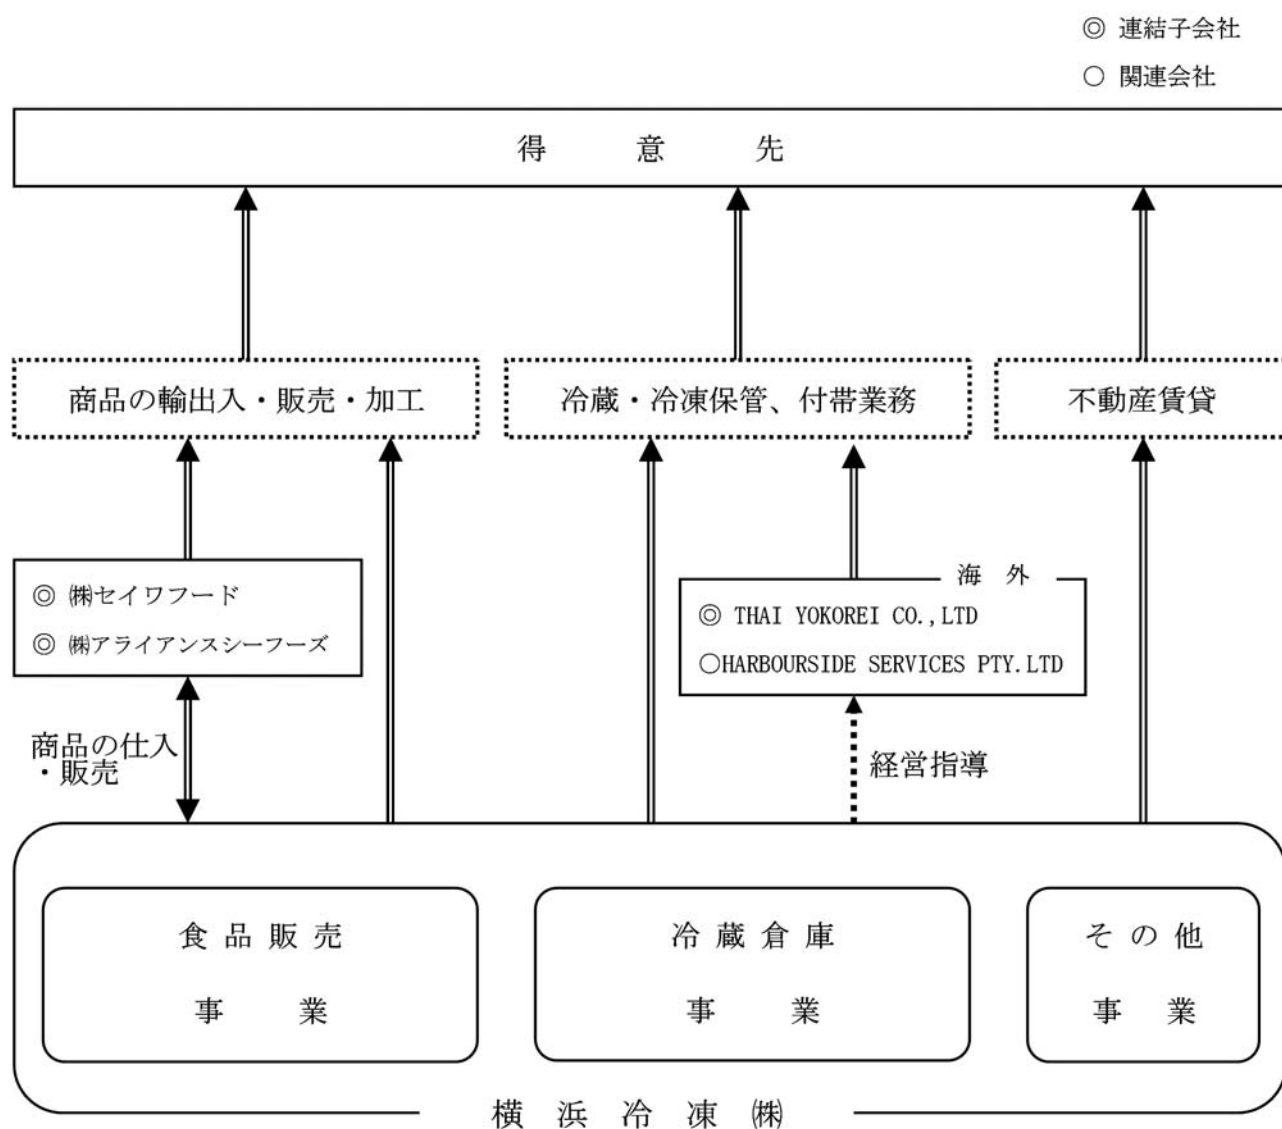 ◎ 連結子会社
○ 関連会社
得 意 先
商品の輸出入・販売・加工
冷蔵・冷凍保管、付帯業務
不動産賃貸
◎ ㈱セイワフード
◎ ㈱アライアンスシーフーズ
海 外
◎ THAI YOKOREI CO.,LTD
○HARBOURSIDE SERVICES PTY.LTD
商品の仕入
・販売
経営指導
食 品 販 売
事 業
冷 蔵 倉 庫
事 業
そ の 他
事 業
横 浜 冷 凍 ㈱